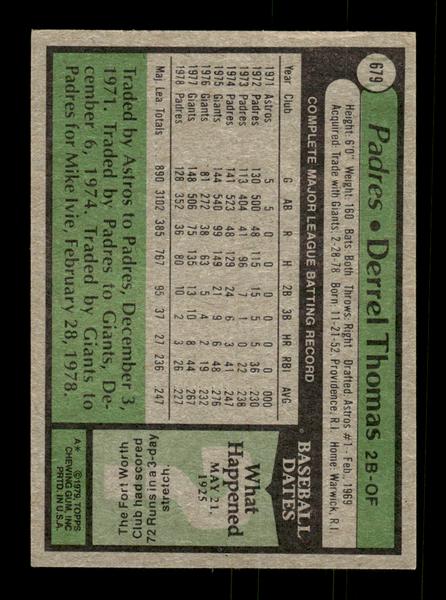 679
Padres • Derrel Thomas 2B-OF
Height: 6'0" Weight: 160 Bats: Both Throws: Right Drafted: Astros #1-Feb., 1969
Acquired: Trade with Giants: 2-28-78 Born: 11-21-52, Providence, R.I. Home: Warwick, R.I.
COMPLETE MAJOR LEAGUE BATTING RECORD
Year Club G AB R H 2B 3B HR RBI AVG
1971 Astros 5 5 0 0 0 0 0 0 000
1972 Padres 130 500 48 115 15 5 5 36 230
1973 Padres 113 404 41 96 7 1 0 22 238
1974 Padres 141 523 48 129 24 6 3 41 247
1975 Giants 144 540 99 149 21 9 6 48 276
1976 Giants 81 272 38 63 5 4 2 19 232
1977 Giants 148 506 75 135 13 10 8 44 267
1978 Padres 128 352 36 80 10 2 3 26 227
Maj. Lea. Totals 890 3102 385 767 95 37 27 236 247
Traded by Astros to Padres, December 3,
1971. Traded by Padres to Giants, De-
cember 6, 1974. Traded by Giants to
Padres for Mike Ivie, February 28, 1978.
BASEBALL
DATES
What
Happened
MAY 21,
1925
The Fort Worth
Club had scored
72 Runs in a 3-day
stretch.
A*
©1979 TOPPS
CHEWING GUM, INC
PRTD. IN U.S.A.